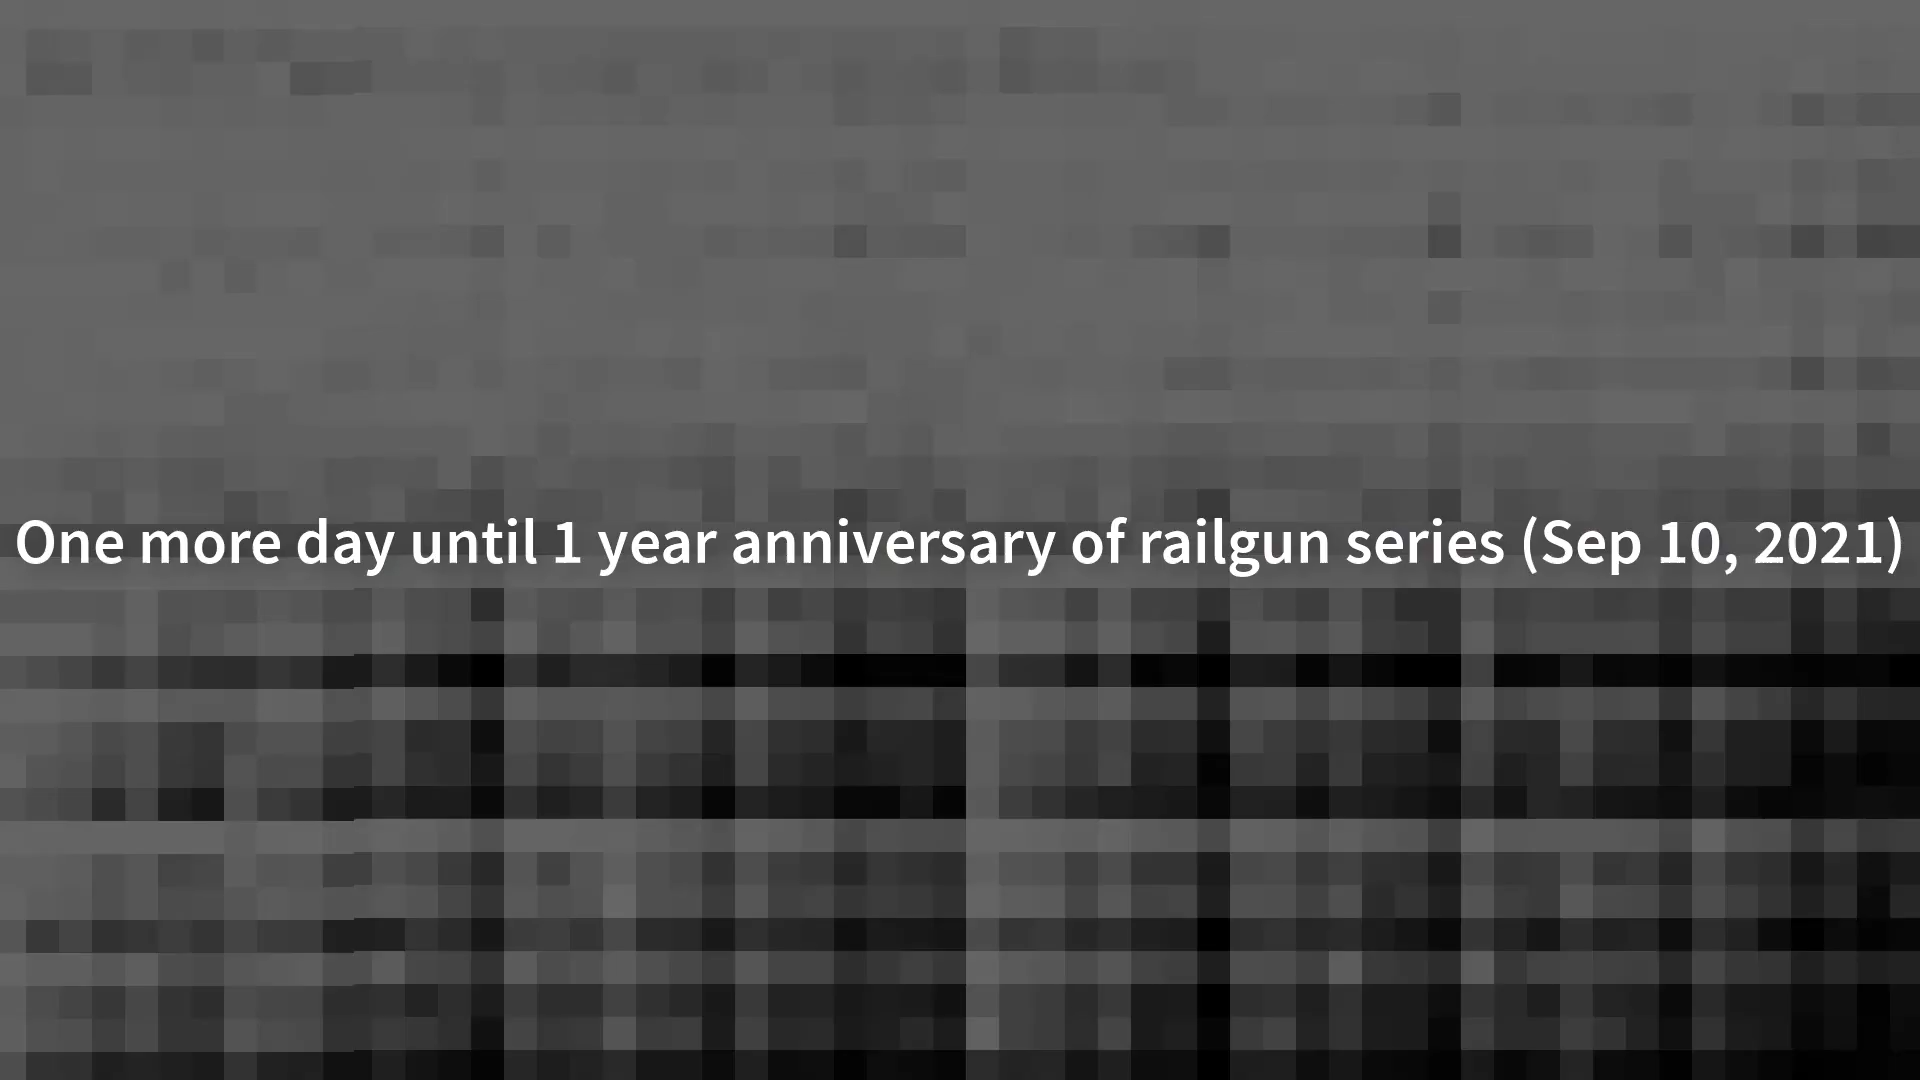 One more day until 1 year anniversary of railgun series (Sep 10, 2021)